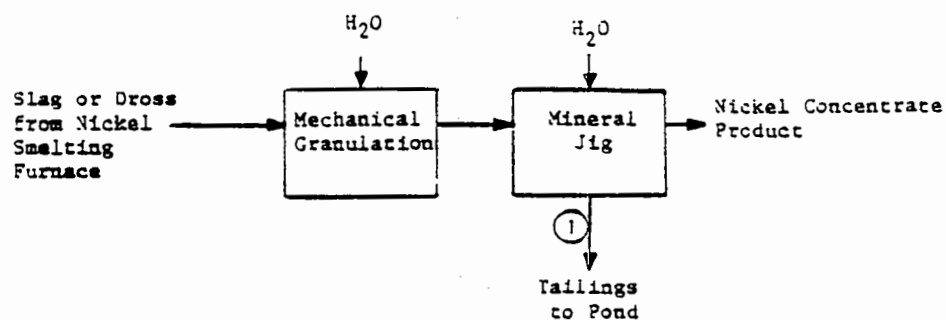 H₂O
H₂O
Slag or Dross
from Nickel
Smelting
Furnace
Mechanical
Granulation
Mineral
Jig
Nickel Concentrate
Product
1
Tailings
to Pond